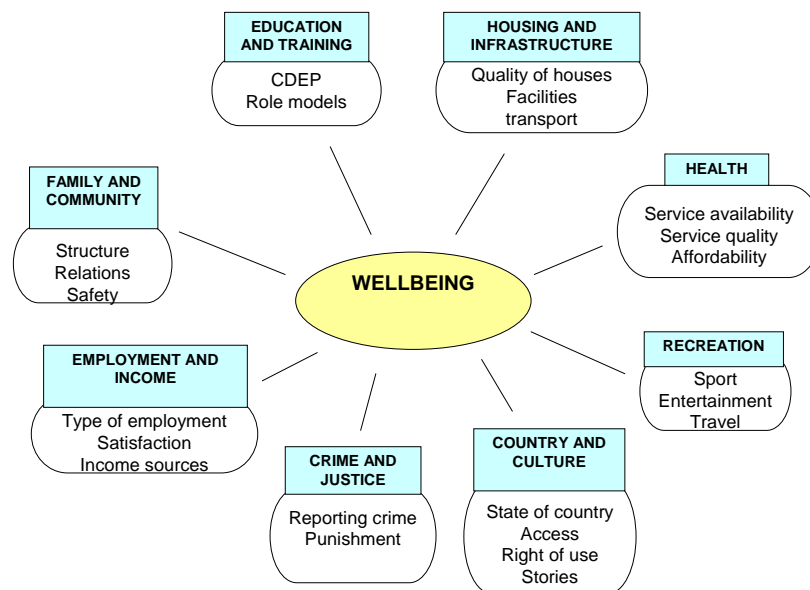 EDUCATION
AND TRAINING
CDEP
Role models
HOUSING AND
INFRASTRUCTURE
Quality of houses
Facilities
transport
FAMILY AND
COMMUNITY
Structure
Relations
Safety
HEALTH
Service availability
Service quality
Affordability
WELLBEING
EMPLOYMENT AND
INCOME
Type of employment
Satisfaction
Income sources
RECREATION
Sport
Entertainment
Travel
CRIME AND
JUSTICE
Reporting crime
Punishment
COUNTRY AND
CULTURE
State of country
Access
Right of use
Stories